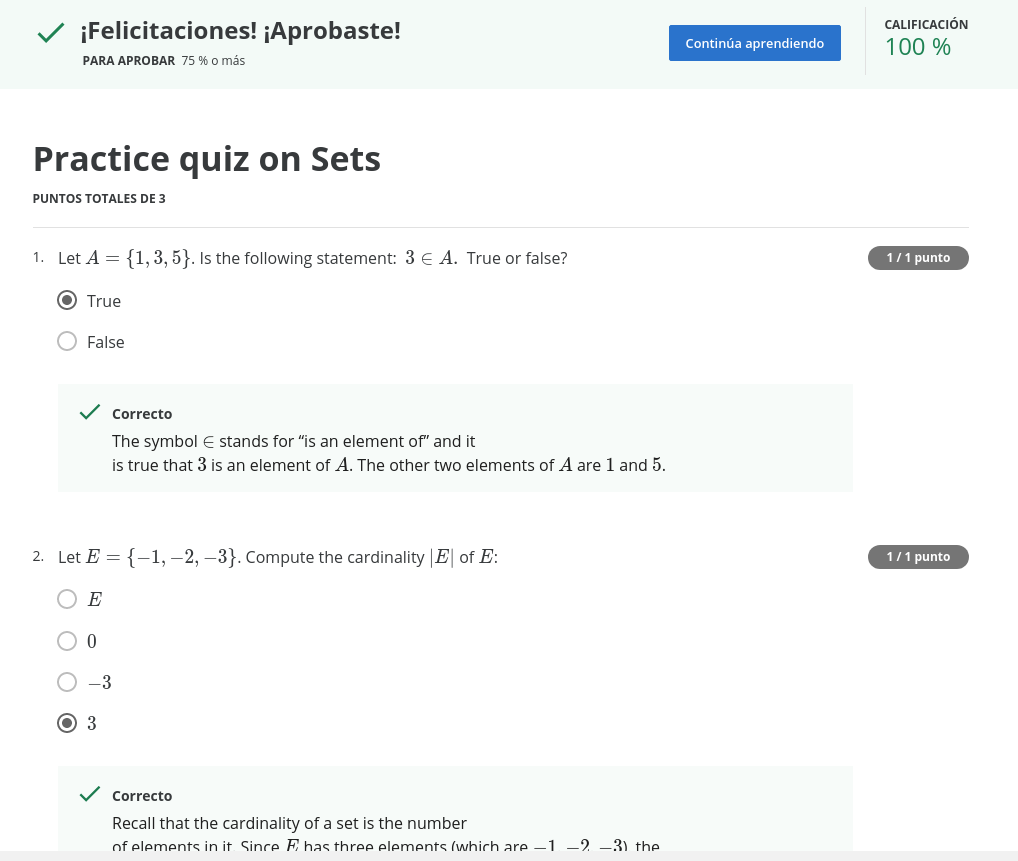 ¡Felicitaciones! ¡Aprobaste!
PARA APROBAR 75 % o más
Continúa aprendiendo
CALIFICACIÓN
100 %
Practice quiz on Sets
PUNTOS TOTALES DE 3
1. Let A = {1, 3, 5}. Is the following statement: 3 ∈ A. True or false?
1 / 1 punto
True
False
Correcto
The symbol ∈ stands for “is an element of” and it
is true that 3 is an element of A. The other two elements of A are 1 and 5.
2. Let E = {−1, −2, −3}. Compute the cardinality |E| of E:
1 / 1 punto
E
0
−3
3
Correcto
Recall that the cardinality of a set is the number
of elements in it. Since E has three elements (which are −1, −2, −3), the